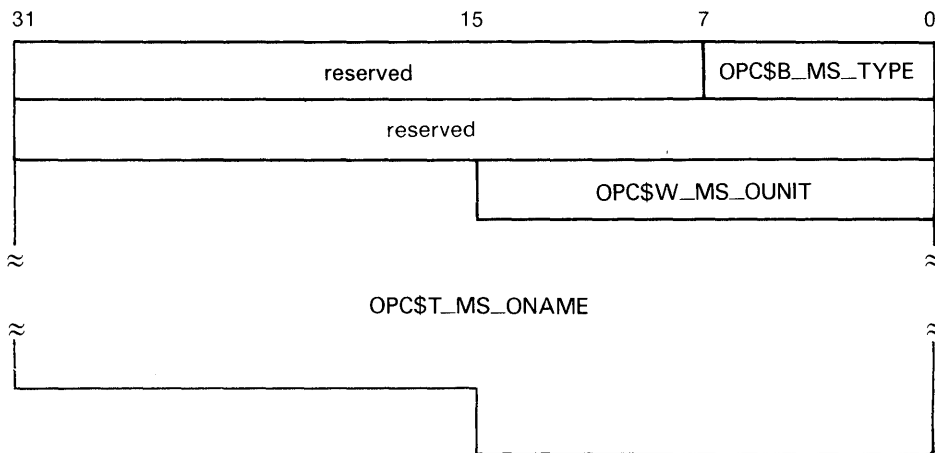 31 15 7 0
reserved OPC$B_MS_TYPE
reserved
OPC$W_MS_OUNIT
OPC$T_MS_ONAME